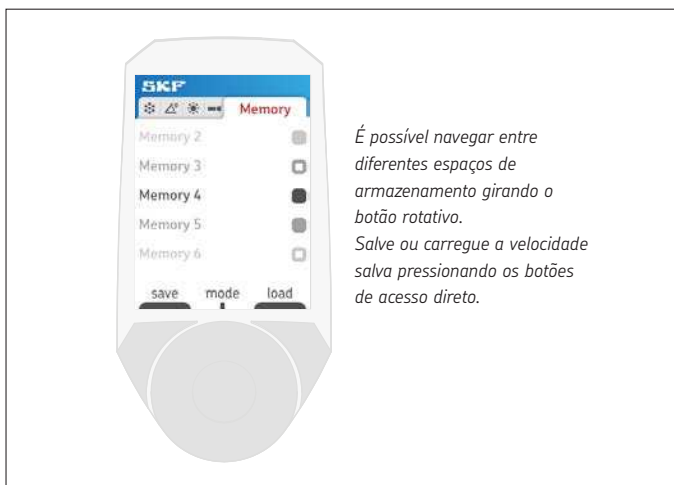 SKF
Memory
Memory 2
Memory 3
Memory 4
Memory 5
Memory 6
save mode load
É possível navegar entre
diferentes espaços de
armazenamento girando o
botão rotativo.
Salve ou carregue a velocidade
salva pressionando os botões
de acesso direto.